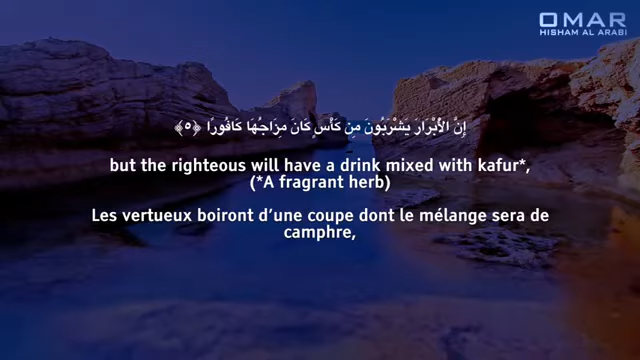 OMAR
HISHAM AL ARABI
إِنَّ الْأَبْرَارَ يَشْرَبُونَ مِن كَأْسٍ كَانَ مِزَاجُهَا كَافُورًا ﴿٥﴾
but the righteous will have a drink mixed with kafur*,
(*A fragrant herb)
Les vertueux boiront d’une coupe dont le mélange sera de
camphre,